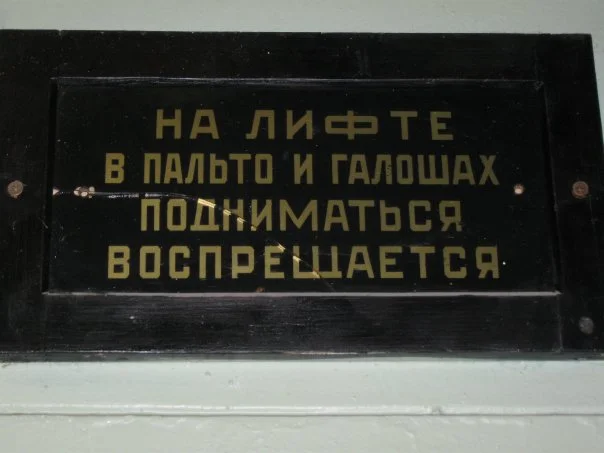 НА ЛИФТЕ
В ПАЛЬТО И ГАЛОШАХ
ПОДНИМАТЬСЯ
ВОСПРЕЩАЕТСЯ